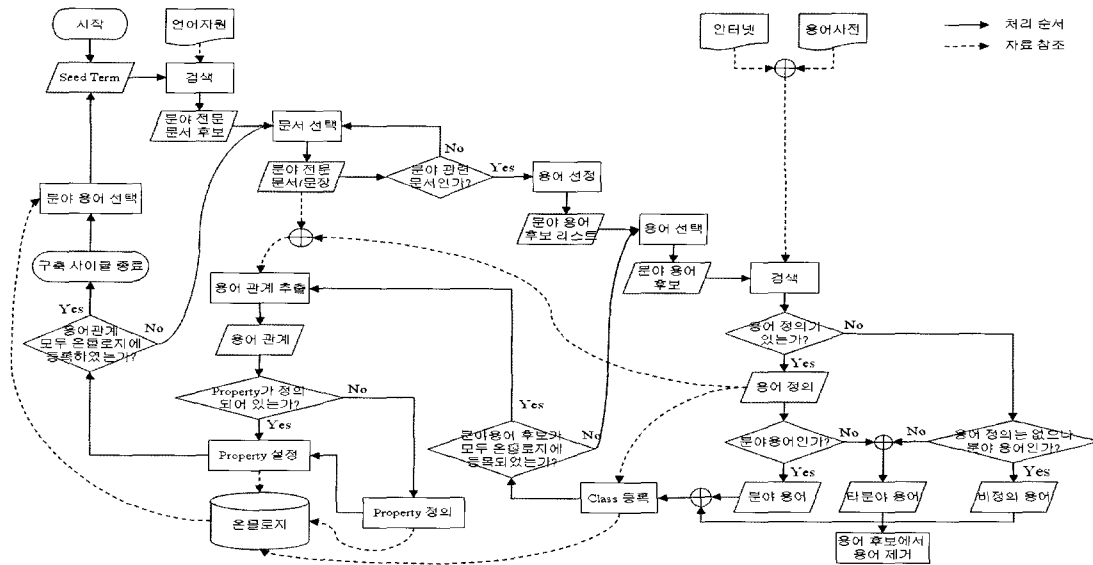 시작
언어자원
Seed Term
검색
분야 전문
문서 후보
문서 선택
분야 전문
문서/문장
분야 관련
문서인가?
No
Yes
용어 선정
분야 용어
후보 리스트
용어 선택
분야 용어
후보
인터넷
용어사전
처리 순서
자료 참조
검색
용어 정의가
있는가?
No
Yes
용어 정의
분야용어인가?
No
No
용어 정의는 없으나
분야 용어인가?
Yes
Yes
분야 용어
타분야 용어
비정의 용어
용어 후보에서
용어 제거
Class 등록
분야용어 후보가
모두 온톨로지에
등록되었는가?
Yes
No
용어 관계 추출
용어 관계
Property가 정의
되어 있는가?
No
Yes
Property 설정
Property 정의
온톨로지
용어관계
모두 온톨로지에
등록하였는가?
Yes
No
구축 사이클 종료
분야 용어 선택